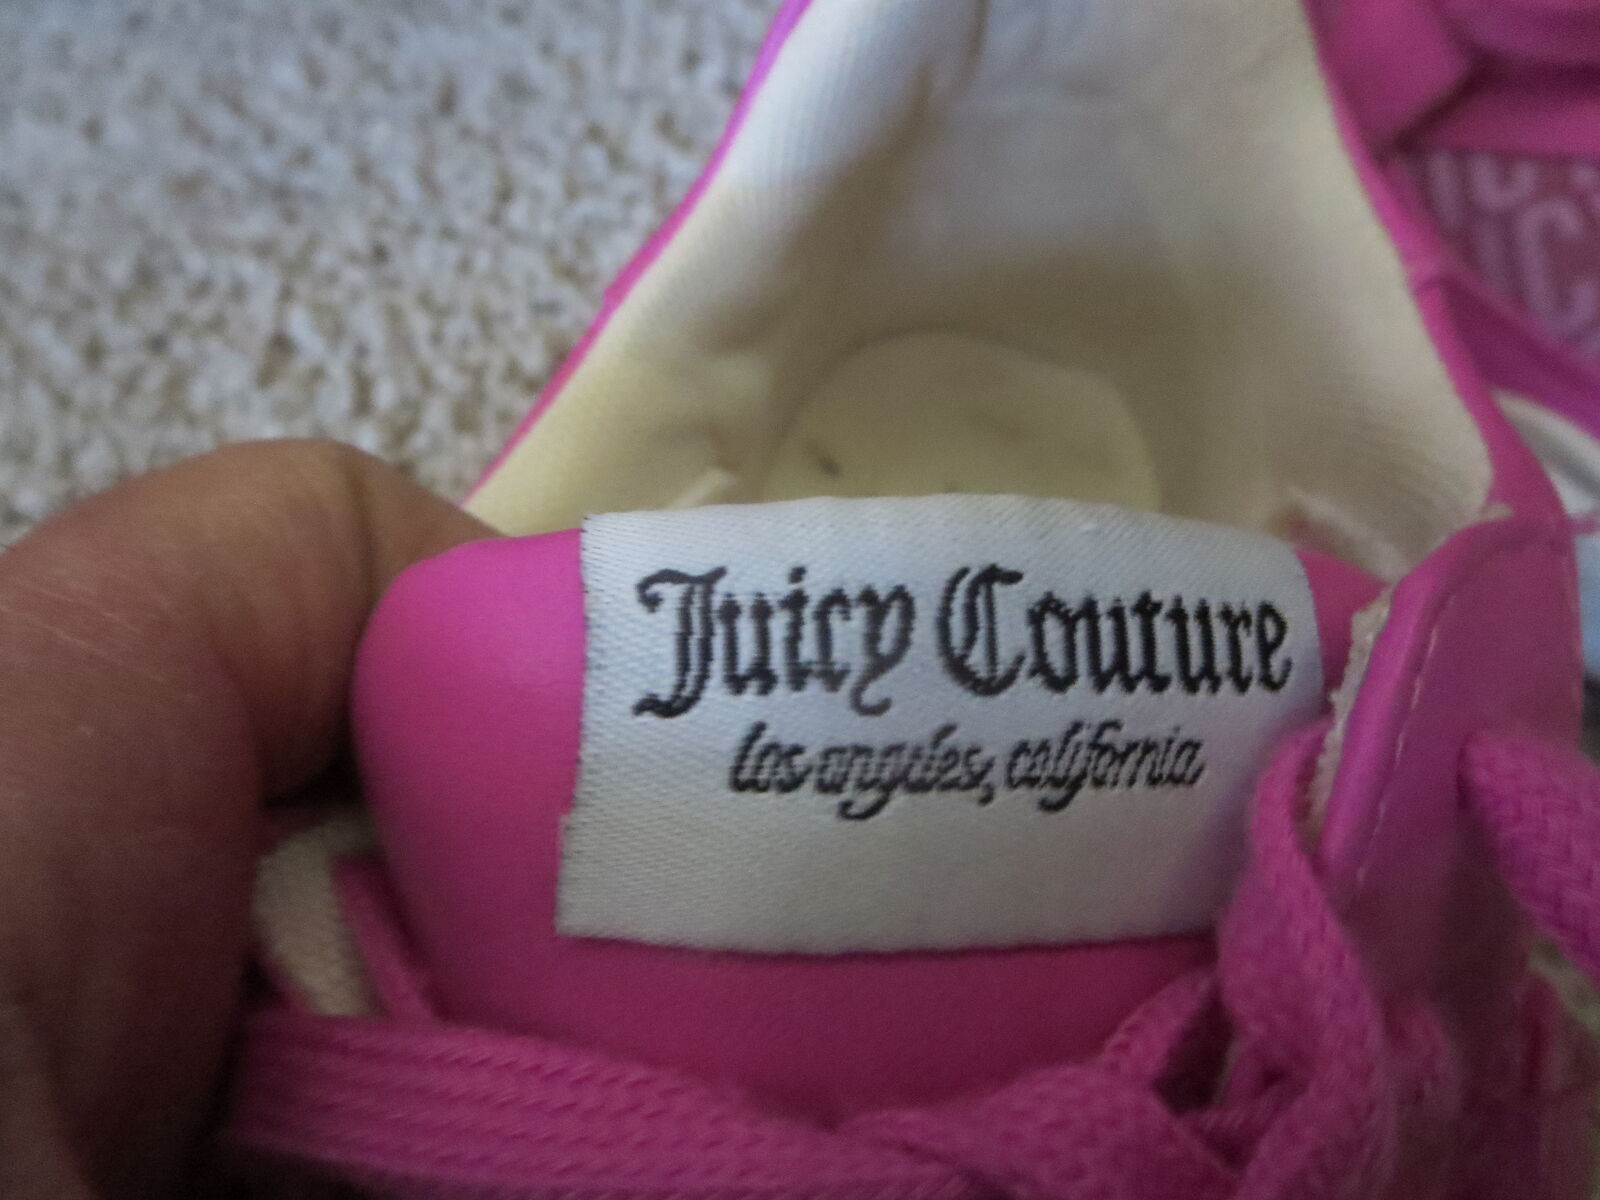 Juicy Couture
los angeles, california